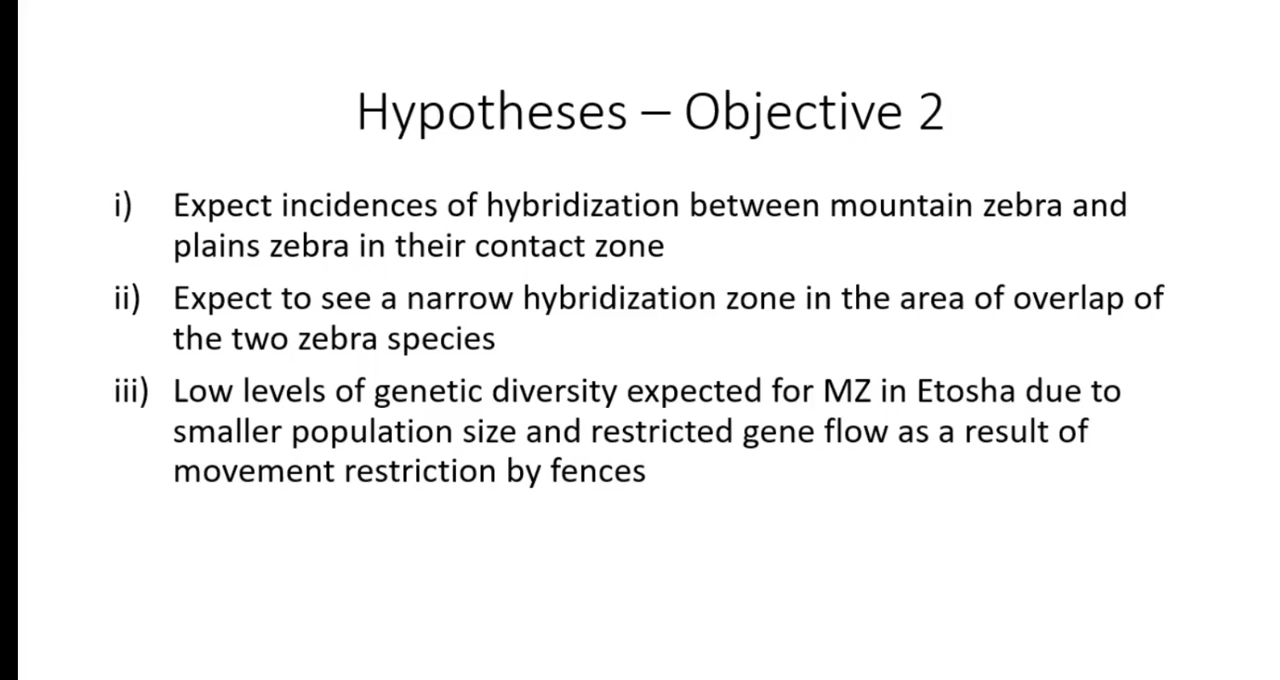 Hypotheses – Objective 2
i) Expect incidences of hybridization between mountain zebra and
plains zebra in their contact zone
ii) Expect to see a narrow hybridization zone in the area of overlap of
the two zebra species
iii) Low levels of genetic diversity expected for MZ in Etosha due to
smaller population size and restricted gene flow as a result of
movement restriction by fences